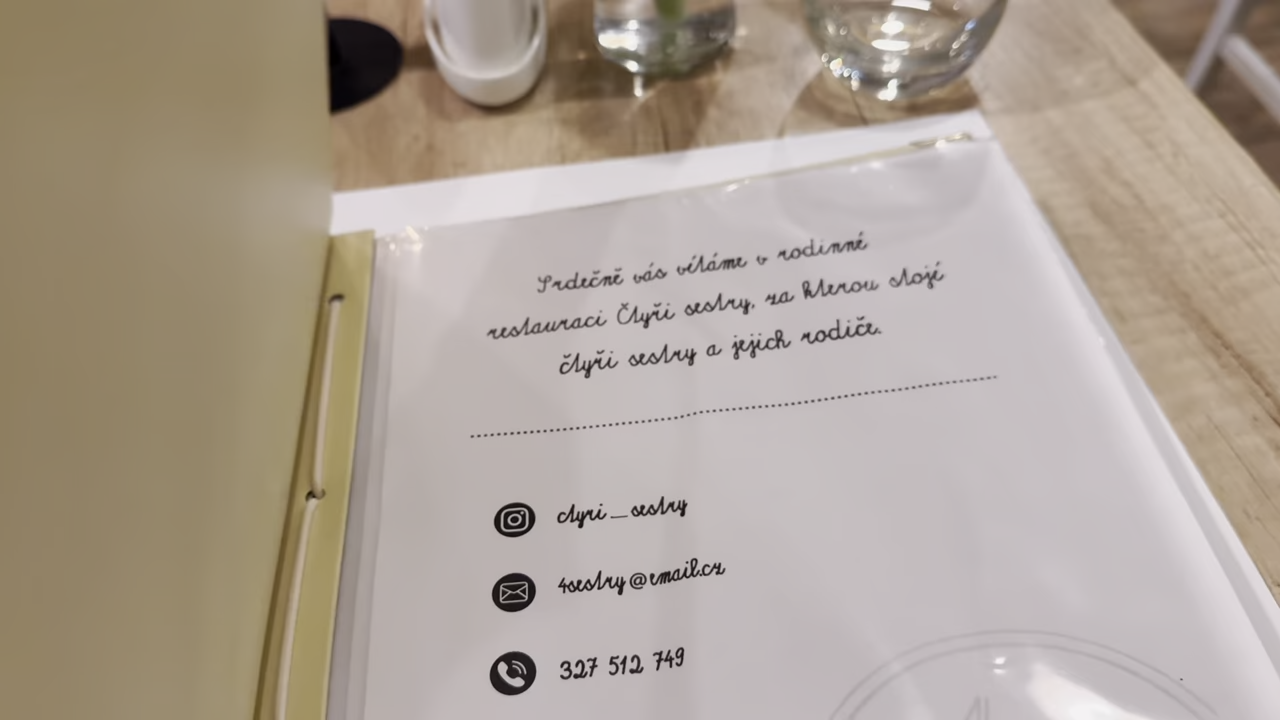 Srdečně vás vítáme v rodinné
restauraci Čtyři sestry, za kterou stojí
čtyři sestry a jejich rodiče.
ctyri_sestry
4sestry@email.cz
327 512 749